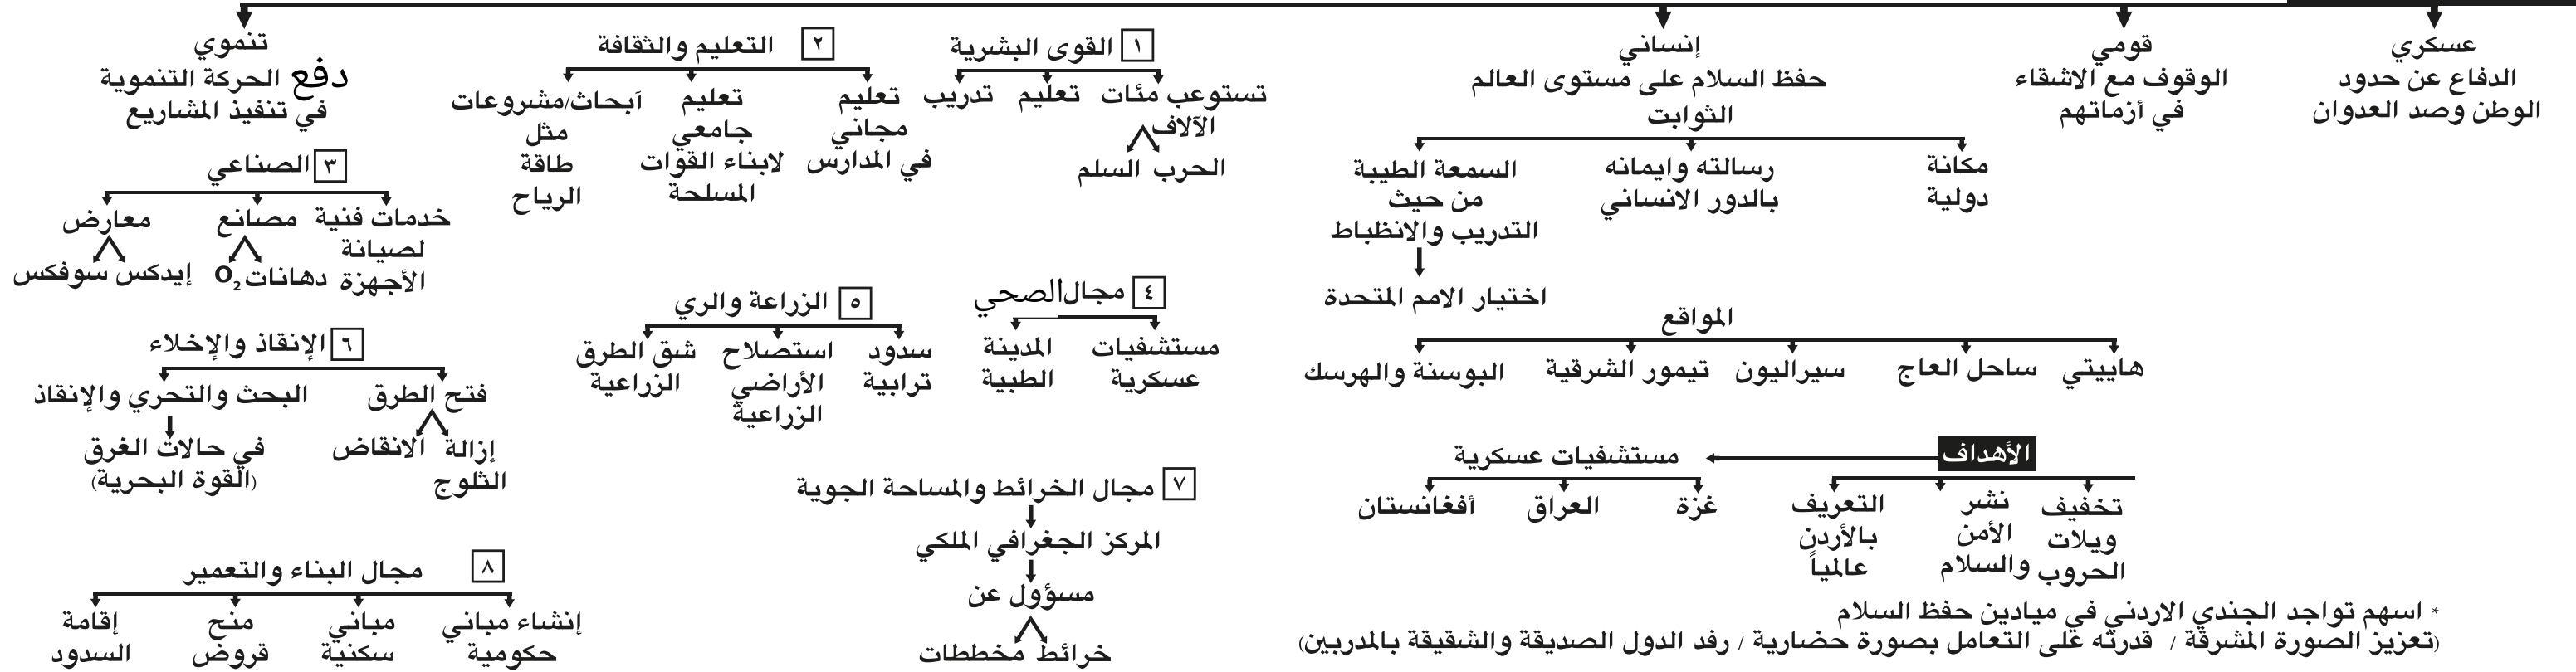 عسكري
الدفاع عن حدود
الوطن وصد العدوان
قومي
الوقوف مع الاشقاء
في أزماتهم
إنساني
حفظ السلام على مستوى العالم
الثوابت
مكانة
دولية
رسالته وايمانه
بالدور الانساني
السمعة الطيبة
من حيث
التدريب والانظباط
اختيار الامم المتحدة
المواقع
هاييتي
ساحل العاج
سيراليون
تيمور الشرقية
البوسنة والهرسك
الأهداف
تخفيف
ويلات
الحروب
نشر
الأمن
والسلام
التعريف
بالأردن
عالمياً
مستشفيات عسكرية
غزة
العراق
أفغانستان
* اسهم تواجد الجندي الاردني في ميادين حفظ السلام
(تعزيز الصورة المشرقة / قدرته على التعامل بصورة حضارية / رفد الدول الصديقة والشقيقة بالمدربين)
تنموي
دفع الحركة التنموية
في تنفيذ المشاريع
١ القوى البشرية
تستوعب مئات
الآلاف
الحرب
السلم
تعليم
تدريب
٢ التعليم والثقافة
تعليم
مجاني
في المدارس
تعليم
جامعي
لابناء القوات
المسلحة
آبحاث/مشروعات
مثل
طاقة
الرياح
٣ الصناعي
خدمات فنية
لصيانة
الأجهزة
مصانع
دهانات
O₂
معارض
سوفكس
إيدكس
٤ مجال الصحي
مستشفيات
عسكرية
المدينة
الطبية
٥ الزراعة والري
سدود
ترابية
استصلاح
الأراضي
الزراعية
شق الطرق
الزراعية
٦ الإنقاذ والإخلاء
فتح الطرق
إزالة
الثلوج
الانقاض
البحث والتحري والإنقاذ
في حالات الغرق
(القوة البحرية)
٧ مجال الخرائط والمساحة الجوية
المركز الجغرافي الملكي
مسؤول عن
خرائط
مخططات
٨ مجال البناء والتعمير
إنشاء مباني
حكومية
مباني
سكنية
منح
قروض
إقامة
السدود